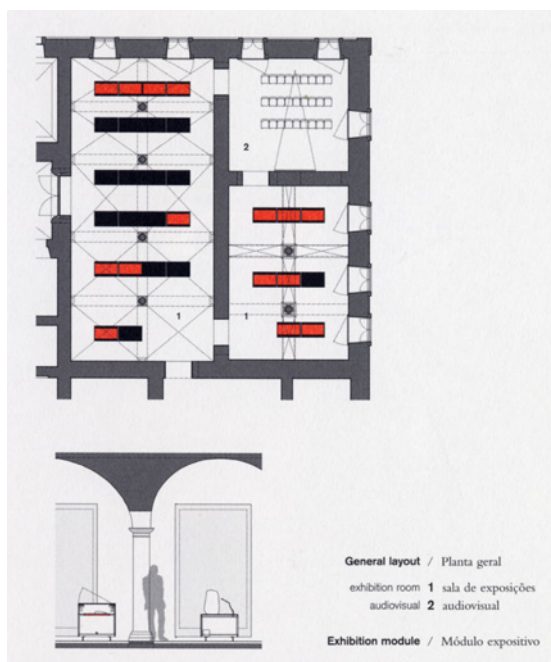 2
1
1
General layout / Planta geral
exhibition room 1 sala de exposições
audiovisual 2 audiovisual
Exhibition module / Módulo expositivo